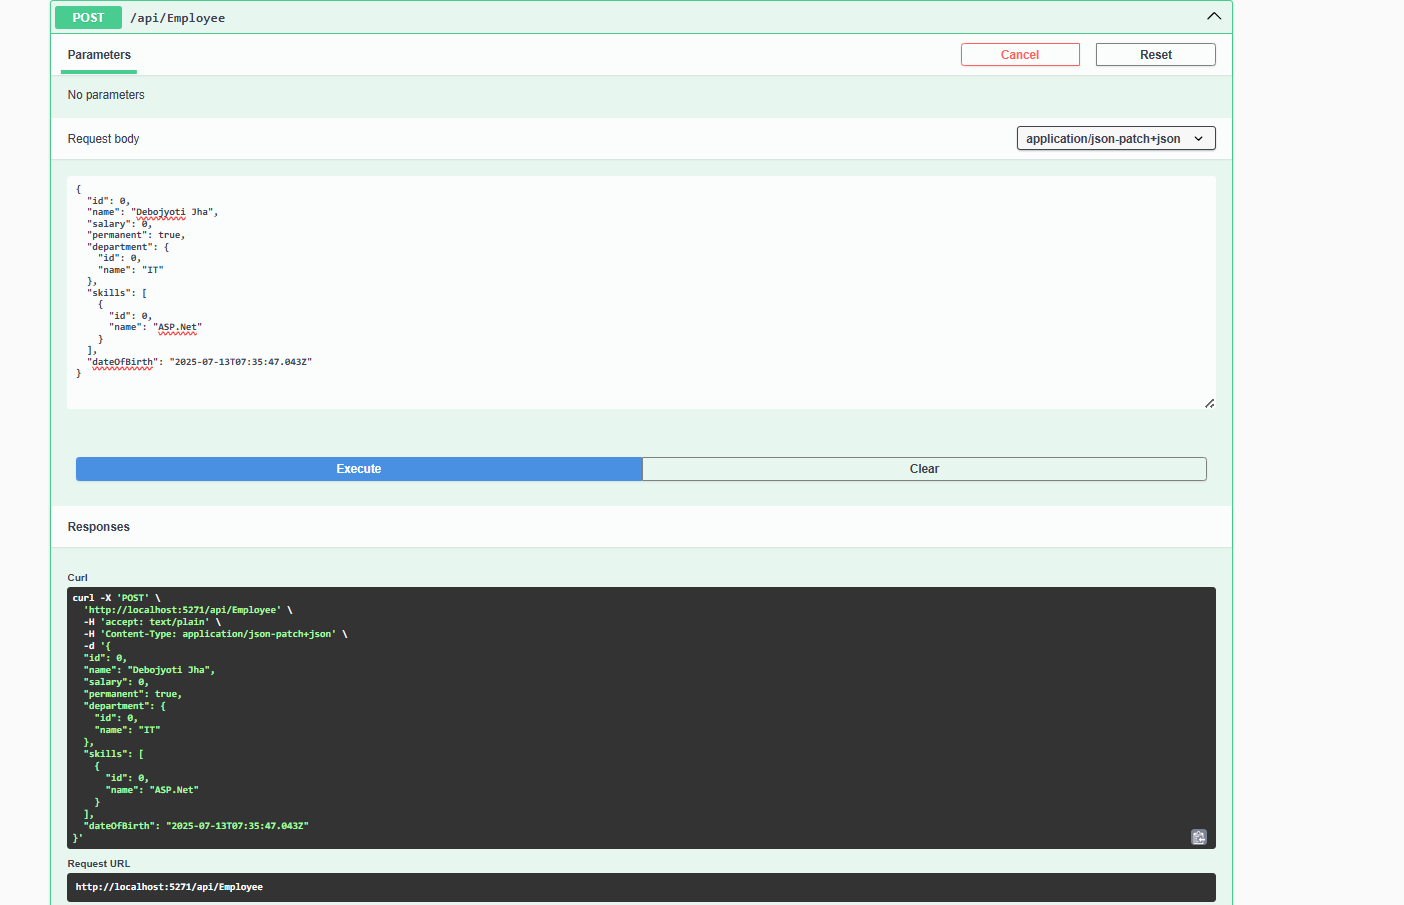 POST /api/Employee
Parameters
Cancel
Reset
No parameters
Request body
application/json-patch+json
{
  "id": 0,
  "name": "Debojyoti Jha",
  "salary": 0,
  "permanent": true,
  "department": {
    "id": 0,
    "name": "IT"
  },
  "skills": [
    {
      "id": 0,
      "name": "ASP.Net"
    }
  ],
  "dateOfBirth": "2025-07-13T07:35:47.043Z"
}
Execute
Clear
Responses
Curl
curl -X 'POST' \
  'http://localhost:5271/api/Employee' \
  -H 'accept: text/plain' \
  -H 'Content-Type: application/json-patch+json' \
  -d '{
  "id": 0,
  "name": "Debojyoti Jha",
  "salary": 0,
  "permanent": true,
  "department": {
    "id": 0,
    "name": "IT"
  },
  "skills": [
    {
      "id": 0,
      "name": "ASP.Net"
    }
  ],
  "dateOfBirth": "2025-07-13T07:35:47.043Z"
}'
Request URL
http://localhost:5271/api/Employee